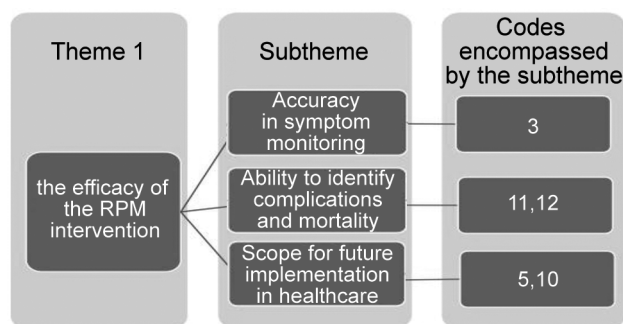 Theme 1
Subtheme
Codes
encompassed
by the subtheme
the efficacy of
the RPM
intervention
Accuracy
in symptom
monitoring
3
Ability to identify
complications
and mortality
11,12
Scope for future
implementation
in healthcare
5,10